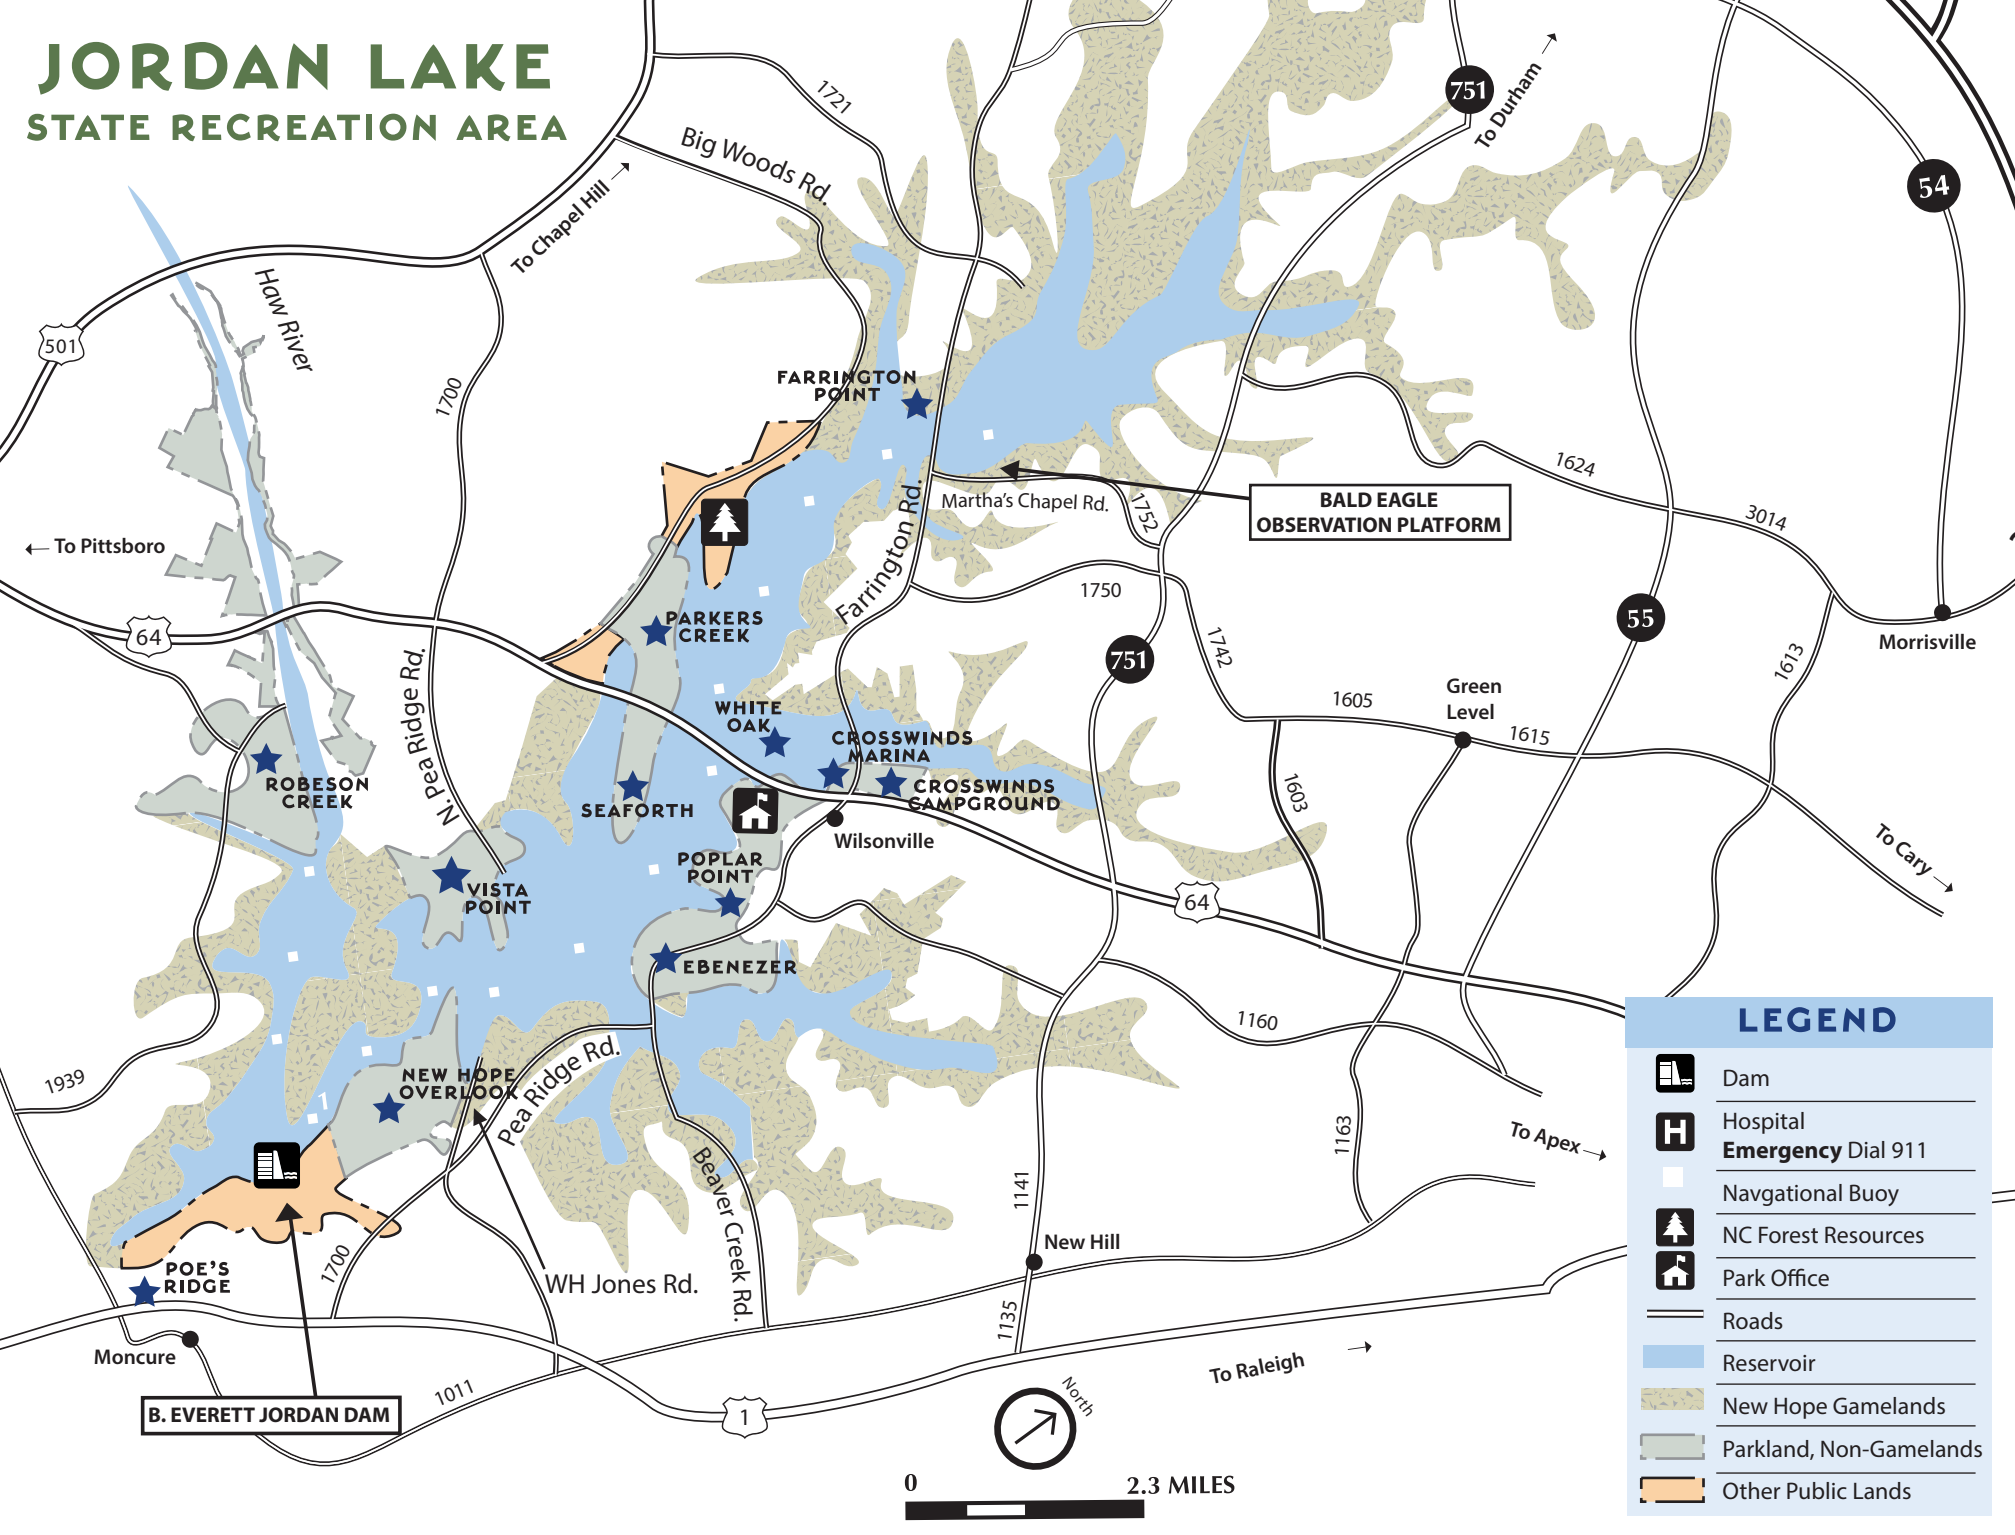 JORDAN LAKE
STATE RECREATION AREA
1721
Big Woods Rd.
751
To Durham
54
To Chapel Hill
Haw River
501
1700
FARRINGTON
POINT
1624
Martha's Chapel Rd.
1752
BALD EAGLE
OBSERVATION PLATFORM
3014
To Pittsboro
Farrington Rd.
1750
64
PARKERS
CREEK
751
1742
55
Morrisville
1613
N. Pea Ridge Rd.
WHITE
OAK
1605
Green
Level
1615
CROSSWINDS
MARINA
ROBESON
CREEK
SEAFORTH
CROSSWINDS
CAMPGROUND
1603
Wilsonville
To Cary
POPLAR
POINT
VISTA
POINT
64
EBENEZER
1160
1939
NEW HOPE
OVERLOOK
Pea Ridge Rd.
1
1163
To Apex
Beaver Creek Rd.
1141
New Hill
POE'S
RIDGE
1700
WH Jones Rd.
1135
Moncure
To Raleigh
B. EVERETT JORDAN DAM
1011
1
North
0
2.3 MILES
LEGEND
Dam
H
Hospital
Emergency Dial 911
Navgational Buoy
NC Forest Resources
Park Office
Roads
Reservoir
New Hope Gamelands
Parkland, Non-Gamelands
Other Public Lands